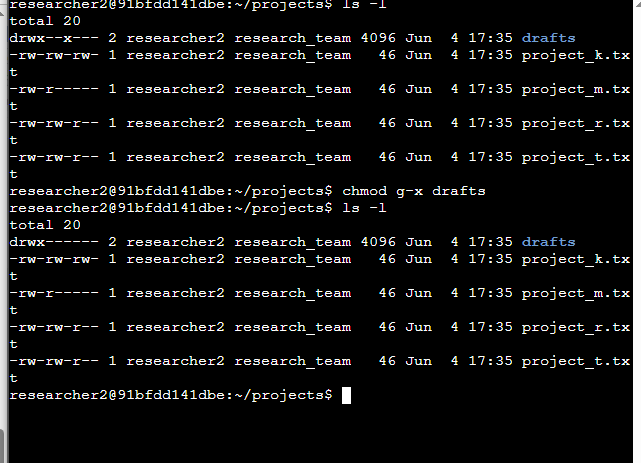 researcher2@91bfdd141dbe:~/projects$ ls -l
total 20
drwx--x--- 2 researcher2 research_team 4096 Jun  4 17:35 drafts
-rw-rw-rw- 1 researcher2 research_team   46 Jun  4 17:35 project_k.tx
t
-rw-r----- 1 researcher2 research_team   46 Jun  4 17:35 project_m.tx
t
-rw-rw-r-- 1 researcher2 research_team   46 Jun  4 17:35 project_r.tx
t
-rw-rw-r-- 1 researcher2 research_team   46 Jun  4 17:35 project_t.tx
t
researcher2@91bfdd141dbe:~/projects$ chmod g-x drafts
researcher2@91bfdd141dbe:~/projects$ ls -l
total 20
drwx------ 2 researcher2 research_team 4096 Jun  4 17:35 drafts
-rw-rw-rw- 1 researcher2 research_team   46 Jun  4 17:35 project_k.tx
t
-rw-r----- 1 researcher2 research_team   46 Jun  4 17:35 project_m.tx
t
-rw-rw-r-- 1 researcher2 research_team   46 Jun  4 17:35 project_r.tx
t
-rw-rw-r-- 1 researcher2 research_team   46 Jun  4 17:35 project_t.tx
t
researcher2@91bfdd141dbe:~/projects$